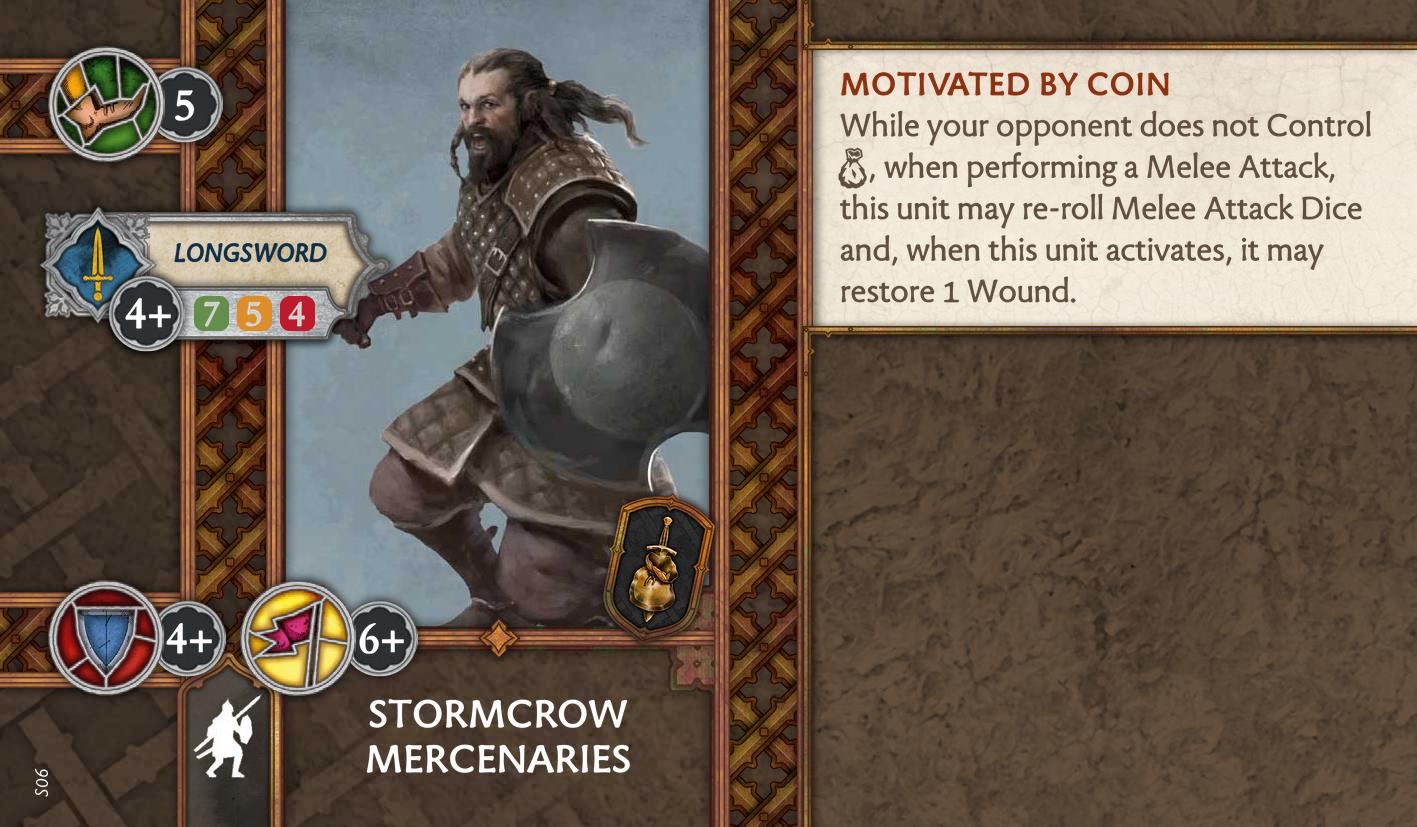 5
LONGSWORD
4+ 7 5 4
4+ 6+
STORMCROW
MERCENARIES
S06
MOTIVATED BY COIN
While your opponent does not Control
, when performing a Melee Attack,
this unit may re-roll Melee Attack Dice
and, when this unit activates, it may
restore 1 Wound.